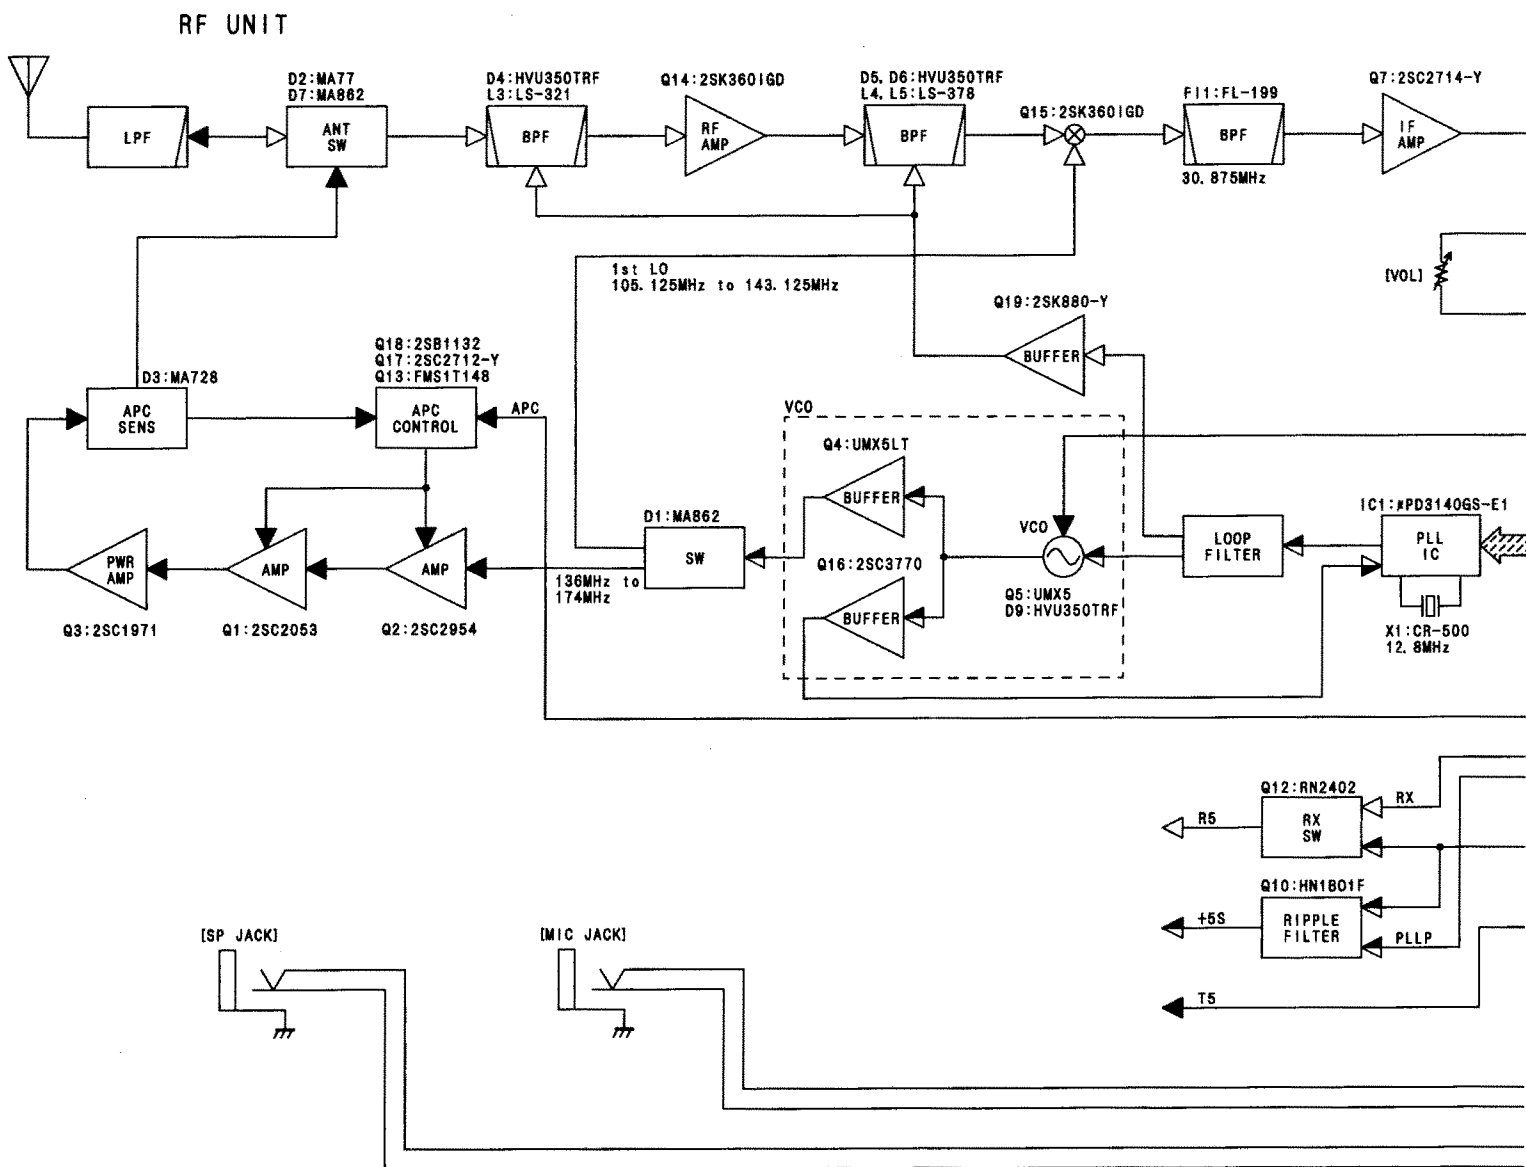 RF UNIT
D2:MA77
D7:MA862
D4:HVU350TRF
L3:LS-321
Q14:2SK360IGD
D5, D6:HVU350TRF
L4, L5:LS-378
Q15:2SK360IGD
FI1:FL-199
Q7:2SC2714-Y
LPF
ANT
SW
BPF
RF
AMP
BPF
BPF
IF
AMP
30.875MHz
1st LO
105.125MHz to 143.125MHz
[VOL]
Q19:2SK880-Y
BUFFER
Q18:2SB1132
Q17:2SC2712-Y
Q13:FMS1T148
D3:MA728
APC
SENS
APC
CONTROL
APC
VCO
Q4:UMX5LT
BUFFER
D1:MA862
SW
136MHz to
174MHz
VCO
Q16:2SC3770
BUFFER
Q5:UMX5
D9:HVU350TRF
LOOP
FILTER
IC1:#PD3140GS-E1
PLL
IC
X1:CR-500
12.8MHz
PWR
AMP
AMP
AMP
Q3:2SC1971
Q1:2SC2053
Q2:2SC2954
Q12:RN2402
RX
R5
RX
SW
Q10:HN1B01F
+5S
RIPPLE
FILTER
PLLP
T5
[SP JACK]
[MIC JACK]